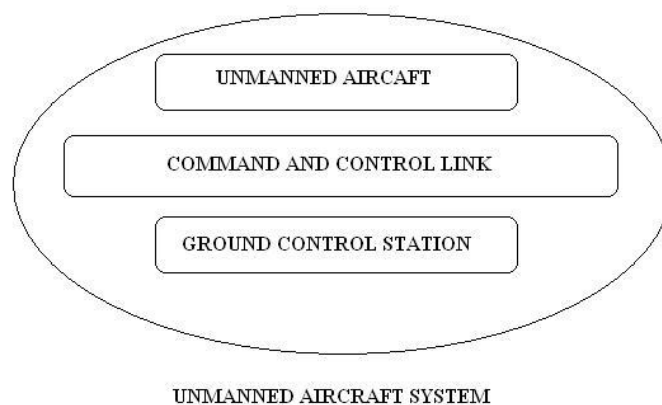 UNMANNED AIRCAFT
COMMAND AND CONTROL LINK
GROUND CONTROL STATION
UNMANNED AIRCRAFT SYSTEM